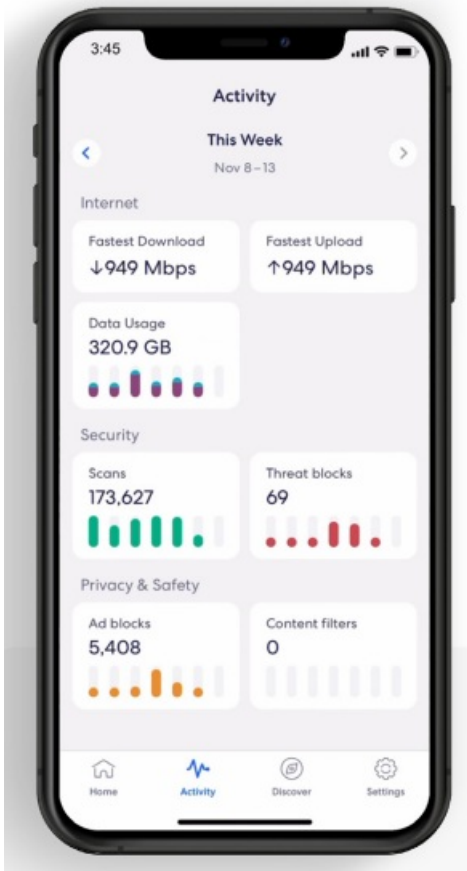 3:45
Activity
This Week
Nov 8–13
Internet
Fastest Download
↓949 Mbps
Fastest Upload
↑949 Mbps
Data Usage
320.9 GB
Security
Scans
173,627
Threat blocks
69
Privacy & Safety
Ad blocks
5,408
Content filters
0
Home
Activity
Discover
Settings